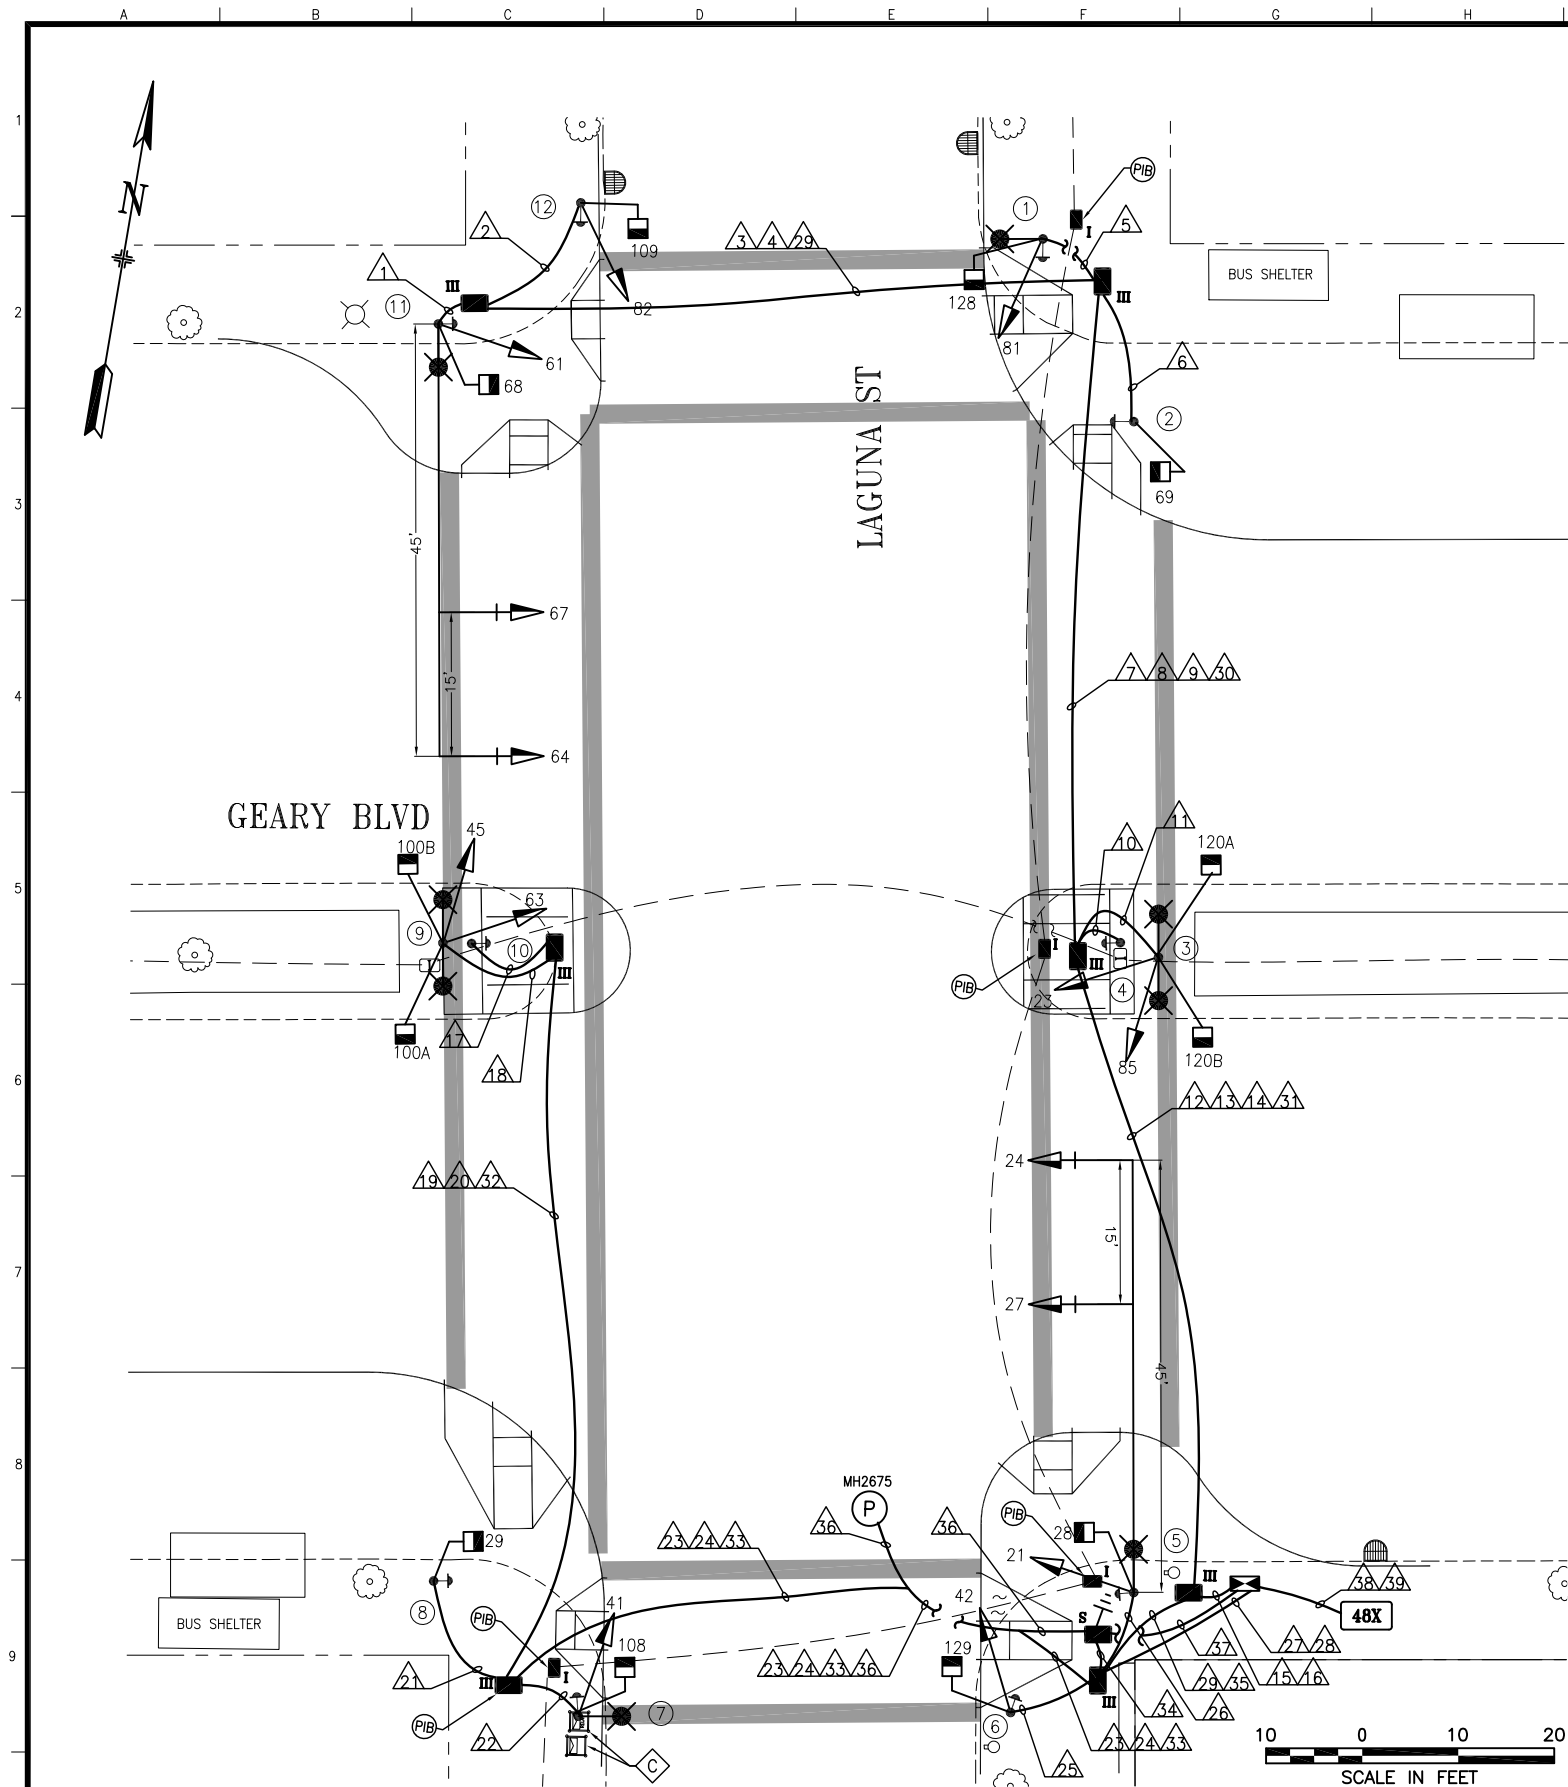 A B C D E F G H
1
PIB
N
12
1
2
3 4 29
5
109
I
BUS SHELTER
1
III
III
2
11
128
82
81
61
6
68
2
LAGUNA ST
69
3
45'
67
7 8 9 30
15'
4
64
GEARY BLVD
45
11
100B
10
120A
5
63
9
10
I
3
III
III
PIB
4
23
17
100A
85
120B
18
6
12 13 14 31
24
19 20 32
15'
7
27
45'
8
MH2675
P
PIB
36
36
28
5
29
23 24 33
21
I
III
38 39
8
41
42
48X
BUS SHELTER
PIB
S
9
108
129
37
27 28
21
I
23 24 33 36
29 35
15 16
III
III
34
26
PIB
7
6
22
C
23 24 33
25
10 0 10 20
SCALE IN FEET